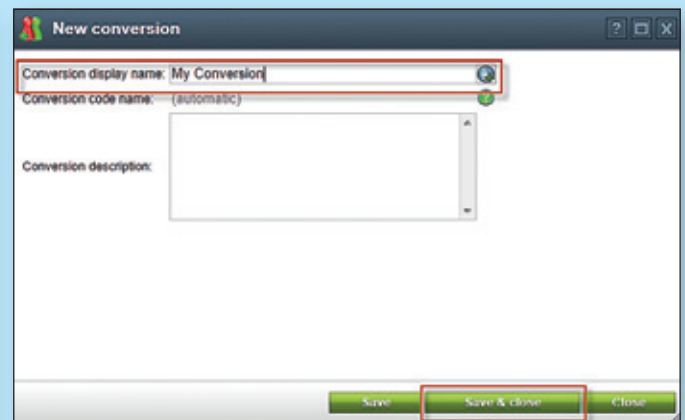 New conversion ? X
Conversion display name: My Conversion
Conversion code name: (automatic) ?
Conversion description:
Save Save & close Close